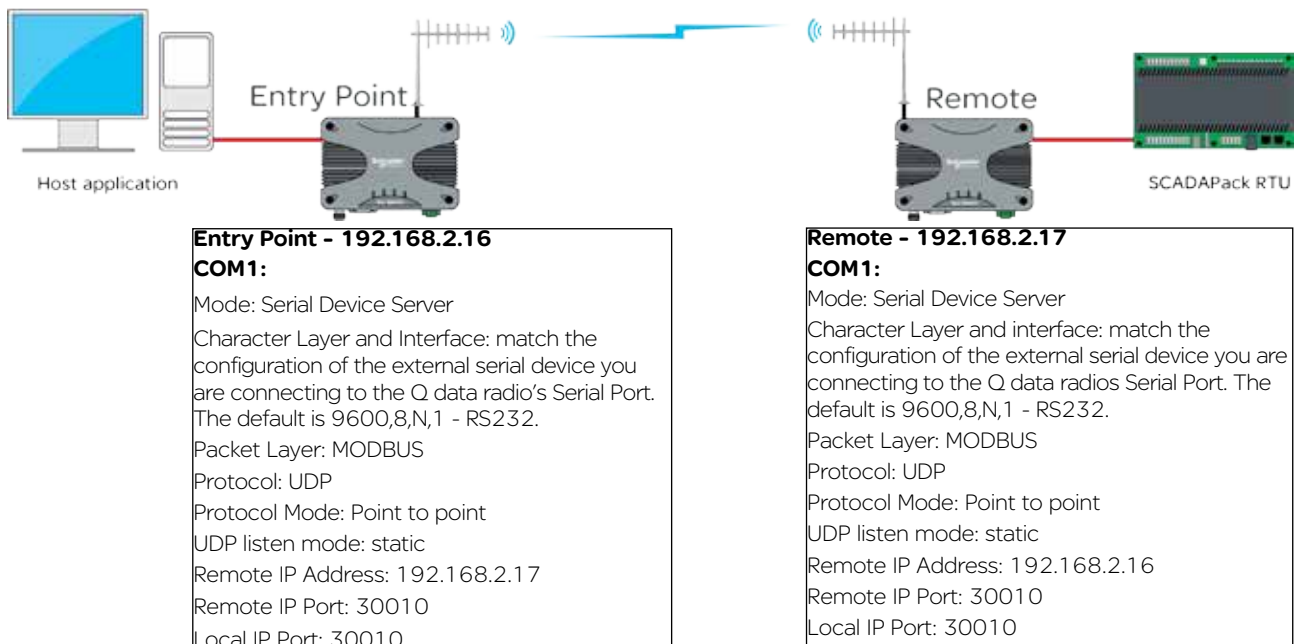 Entry Point
Remote
Host application
SCADAPack RTU
Entry Point - 192.168.2.16
COM1:
Mode: Serial Device Server
Character Layer and Interface: match the
configuration of the external serial device you
are connecting to the Q data radio's Serial Port.
The default is 9600,8,N,1 - RS232.
Packet Layer: MODBUS
Protocol: UDP
Protocol Mode: Point to point
UDP listen mode: static
Remote IP Address: 192.168.2.17
Remote IP Port: 30010
Local IP Port: 30010
Remote - 192.168.2.17
COM1:
Mode: Serial Device Server
Character Layer and interface: match the
configuration of the external serial device you are
connecting to the Q data radios Serial Port. The
default is 9600,8,N,1 - RS232.
Packet Layer: MODBUS
Protocol: UDP
Protocol Mode: Point to point
UDP listen mode: static
Remote IP Address: 192.168.2.16
Remote IP Port: 30010
Local IP Port: 30010